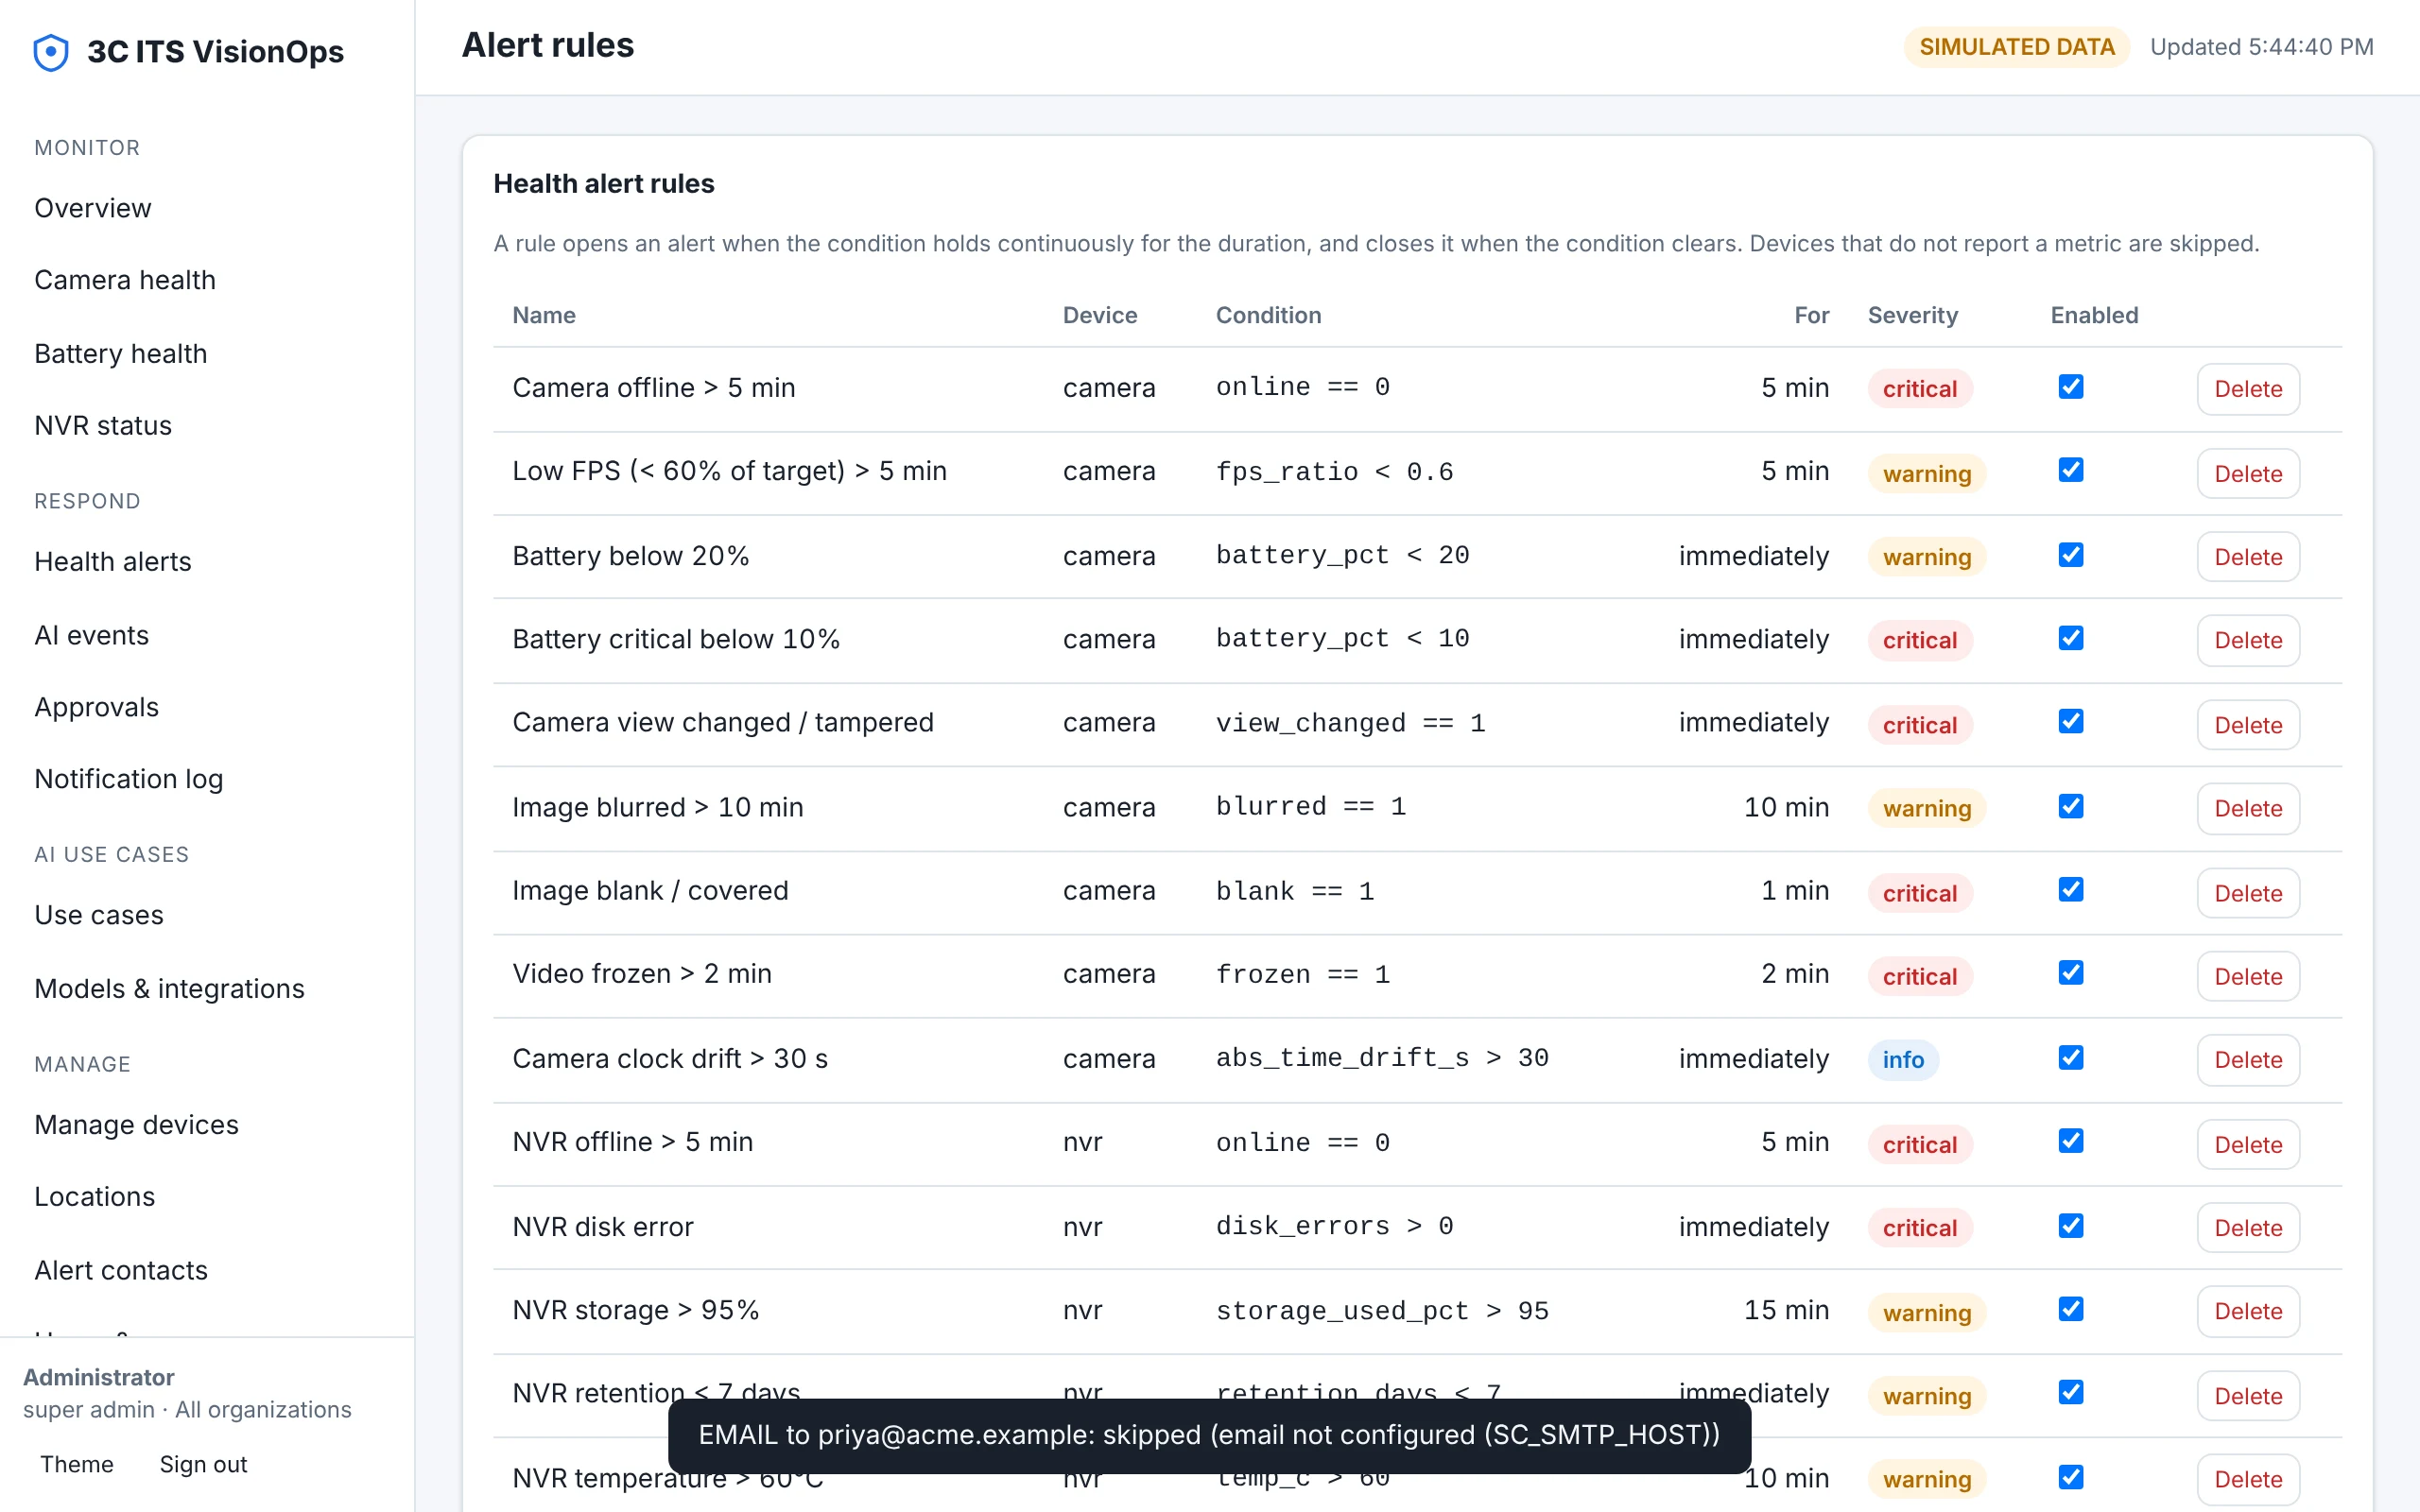 3C ITS VisionOps
MONITOR
Overview
Camera health
Battery health
NVR status
RESPOND
Health alerts
AI events
Approvals
Notification log
AI USE CASES
Use cases
Models & integrations
MANAGE
Manage devices
Locations
Alert contacts
Administrator
super admin · All organizations
Theme Sign out
Alert rules
SIMULATED DATA Updated 5:44:40 PM
Health alert rules
A rule opens an alert when the condition holds continuously for the duration, and closes it when the condition clears. Devices that do not report a metric are skipped.
Name Device Condition For Severity Enabled
Camera offline > 5 min camera online == 0 5 min critical Delete
Low FPS (< 60% of target) > 5 min camera fps_ratio < 0.6 5 min warning Delete
Battery below 20% camera battery_pct < 20 immediately warning Delete
Battery critical below 10% camera battery_pct < 10 immediately critical Delete
Camera view changed / tampered camera view_changed == 1 immediately critical Delete
Image blurred > 10 min camera blurred == 1 10 min warning Delete
Image blank / covered camera blank == 1 1 min critical Delete
Video frozen > 2 min camera frozen == 1 2 min critical Delete
Camera clock drift > 30 s camera abs_time_drift_s > 30 immediately info Delete
NVR offline > 5 min nvr online == 0 5 min critical Delete
NVR disk error nvr disk_errors > 0 immediately critical Delete
NVR storage > 95% nvr storage_used_pct > 95 15 min warning Delete
NVR retention < 7 days nvr retention_days < 7 immediately warning Delete
NVR temperature > 60°C nvr temp_c > 60 10 min warning Delete
EMAIL to priya@acme.example: skipped (email not configured (SC_SMTP_HOST))